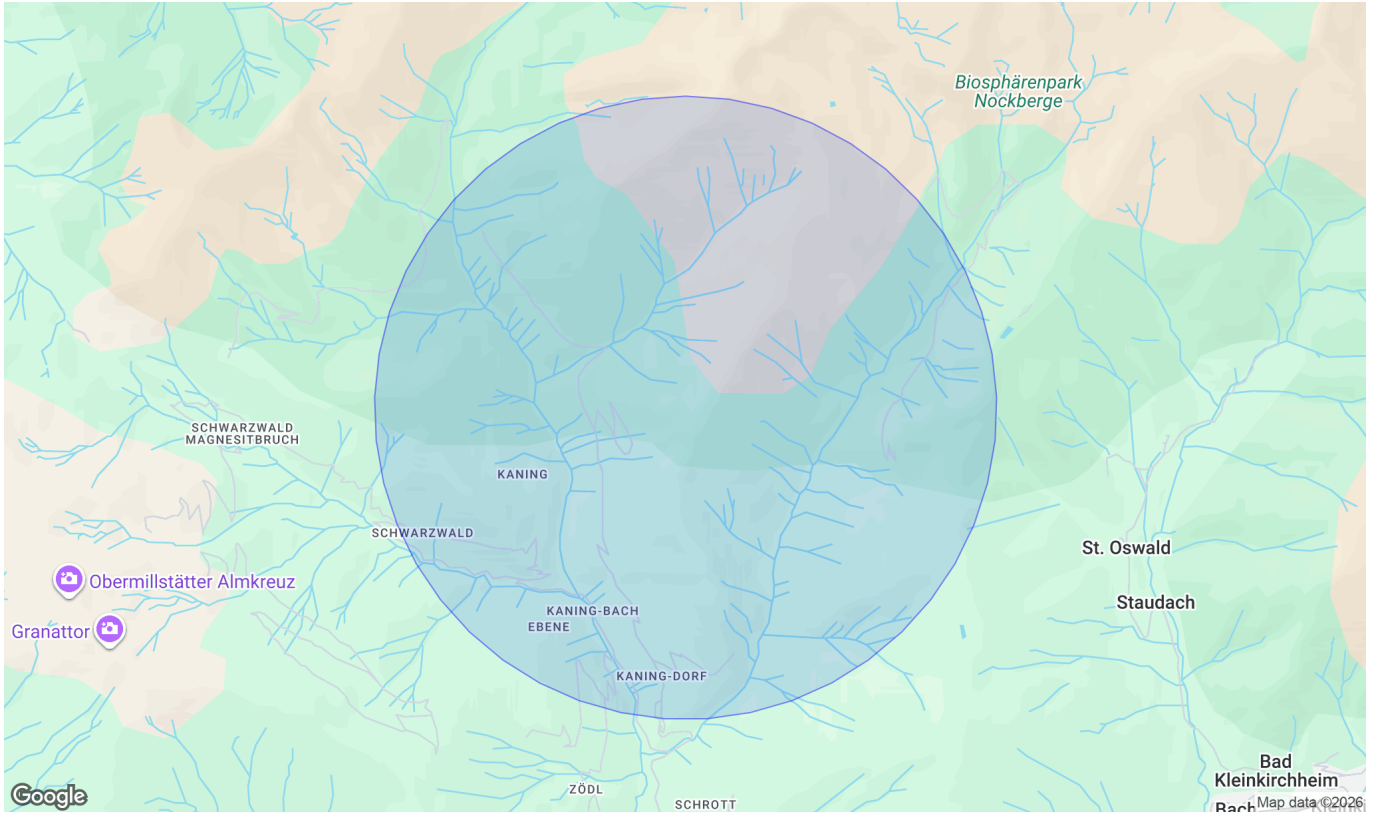 Biosphärenpark
Nockberge
SCHWARZWALD
MAGNESITBRUCH
KANING
SCHWARZWALD
St. Oswald
Obermillstätter Almkreuz
Staudach
KANING-BACH
EBENE
Granattor
KANING-DORF
Bad
Kleinkirchheim
ZÖDL
Google
SCHROTT
Map data ©2026